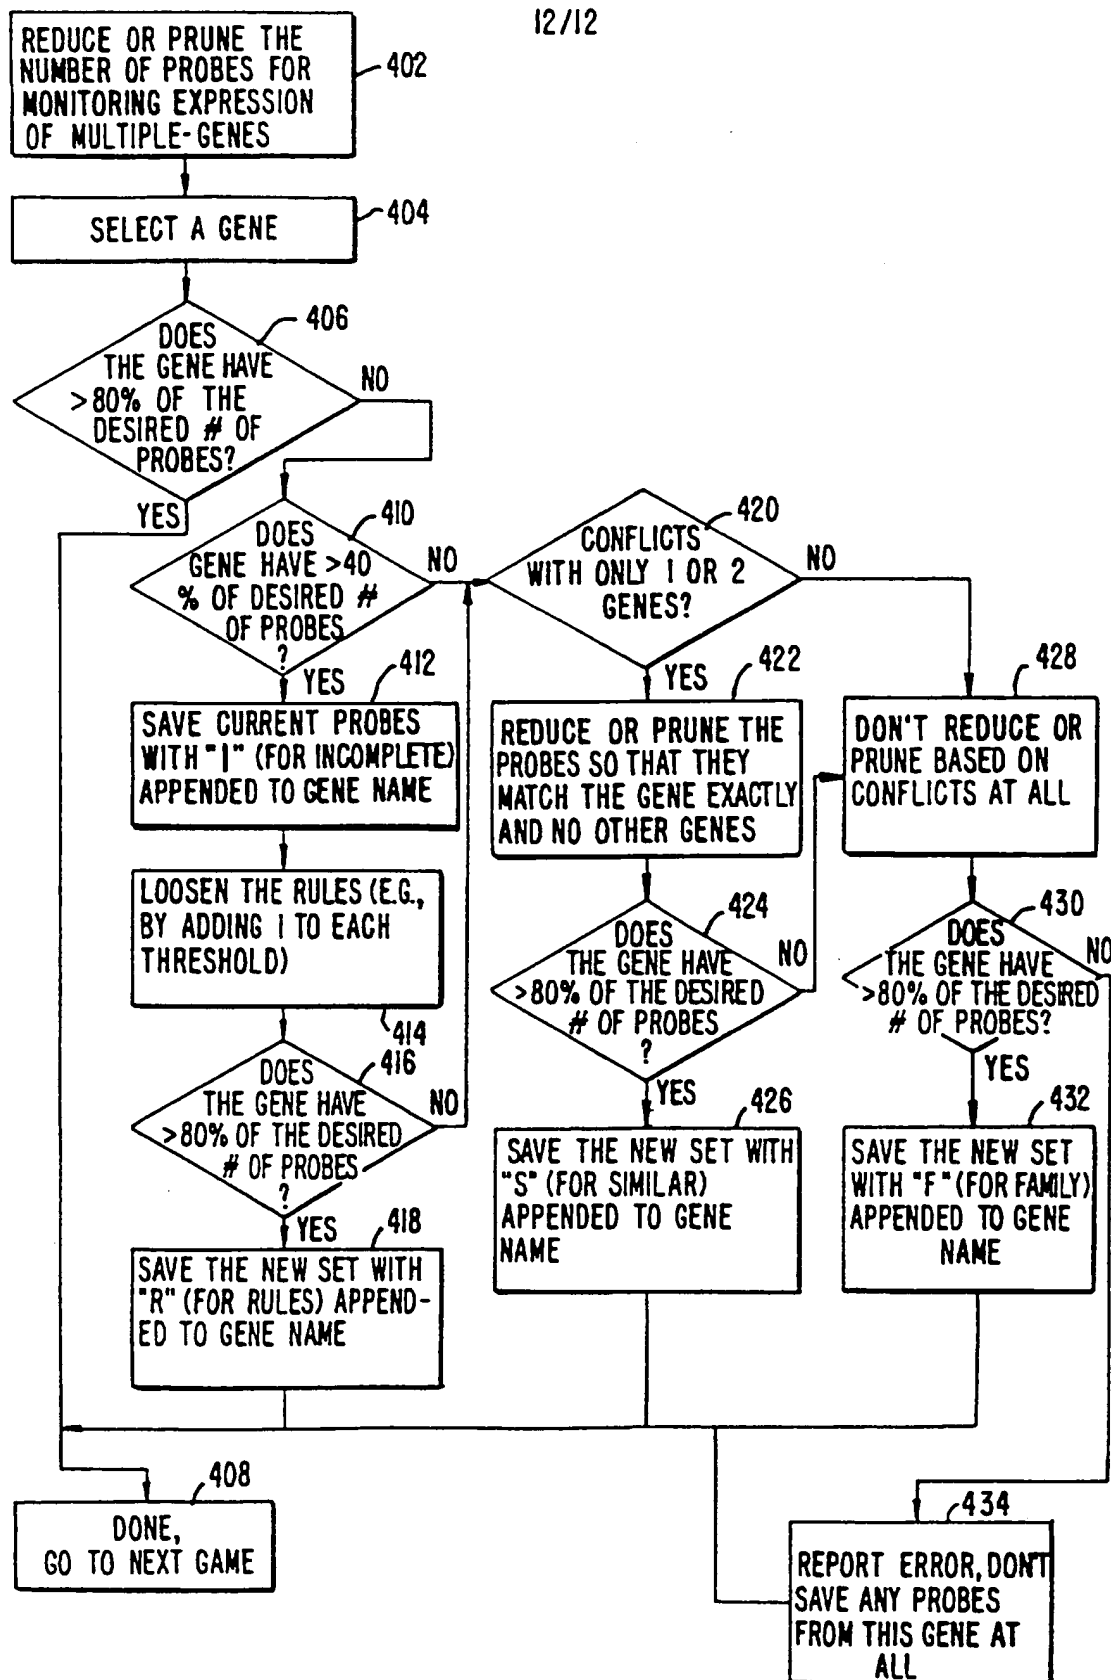 12/12
REDUCE OR PRUNE THE
NUMBER OF PROBES FOR
MONITORING EXPRESSION
OF MULTIPLE-GENES
402
SELECT A GENE
404
406
DOES
THE GENE HAVE
>80% OF THE
DESIRED # OF
PROBES?
NO
YES
410
DOES
GENE HAVE >40
% OF DESIRED #
OF PROBES
?
NO
YES
420
CONFLICTS
WITH ONLY 1 OR 2
GENES?
NO
YES
412
SAVE CURRENT PROBES
WITH "I" (FOR INCOMPLETE)
APPENDED TO GENE NAME
422
REDUCE OR PRUNE THE
PROBES SO THAT THEY
MATCH THE GENE EXACTLY
AND NO OTHER GENES
428
DON'T REDUCE OR
PRUNE BASED ON
CONFLICTS AT ALL
LOOSEN THE RULES (E.G.,
BY ADDING 1 TO EACH
THRESHOLD)
414
424
DOES
THE GENE HAVE
>80% OF THE DESIRED
# OF PROBES
?
NO
YES
430
DOES
THE GENE HAVE
>80% OF THE DESIRED
# OF PROBES?
NO
YES
416
DOES
THE GENE HAVE
>80% OF THE DESIRED
# OF PROBES
?
NO
YES
426
SAVE THE NEW SET WITH
"S" (FOR SIMILAR)
APPENDED TO GENE
NAME
432
SAVE THE NEW SET
WITH "F" (FOR FAMILY)
APPENDED TO GENE
NAME
418
SAVE THE NEW SET WITH
"R" (FOR RULES) APPEND-
ED TO GENE NAME
408
DONE,
GO TO NEXT GAME
434
REPORT ERROR, DON'T
SAVE ANY PROBES
FROM THIS GENE AT
ALL